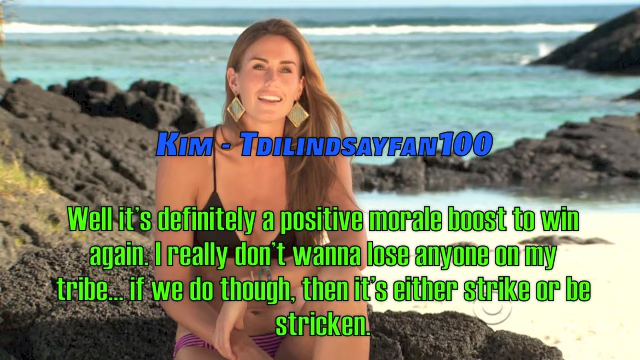 Kim - Tdilindsayfan100
Well it's definitely a positive morale boost to win
again. I really don't wanna lose anyone on my
tribe... if we do though, then it's either strike or be
stricken.